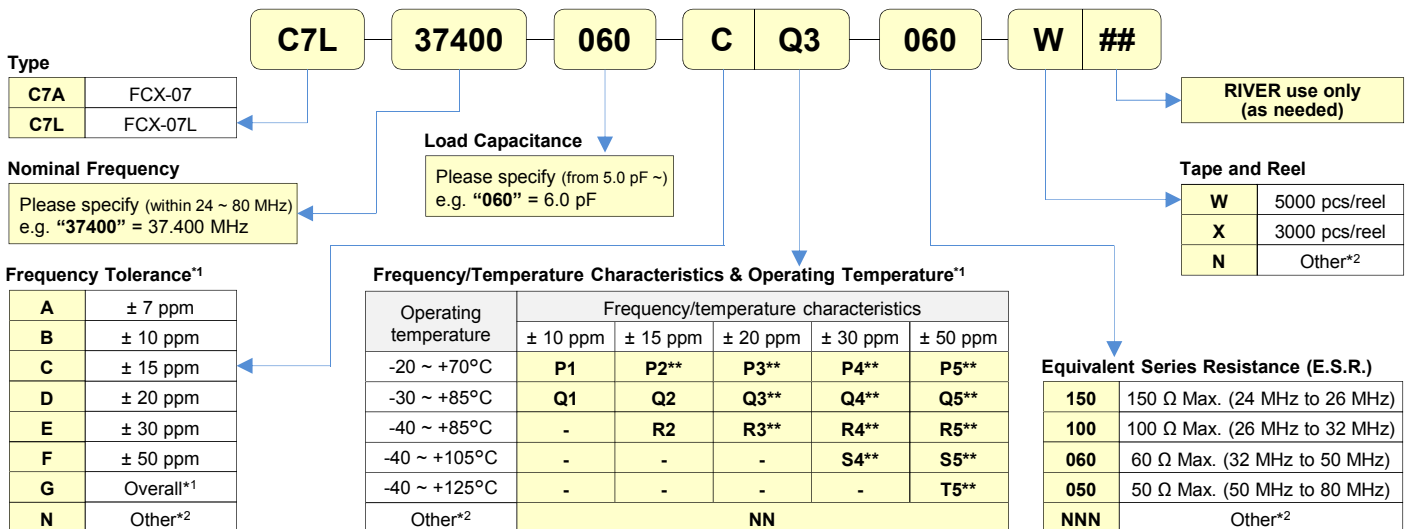 C7L 37400 060 C Q3 060 W ##
Type
C7A FCX-07
C7L FCX-07L
RIVER use only
(as needed)
Load Capacitance
Please specify (from 5.0 pF ~)
e.g. “060” = 6.0 pF
Nominal Frequency
Please specify (within 24 ~ 80 MHz)
e.g. “37400” = 37.400 MHz
Tape and Reel
W 5000 pcs/reel
X 3000 pcs/reel
N Other*2
Frequency Tolerance*1
A ± 7 ppm
B ± 10 ppm
C ± 15 ppm
D ± 20 ppm
E ± 30 ppm
F ± 50 ppm
G Overall*1
N Other*2
Frequency/Temperature Characteristics & Operating Temperature*1
Operating
temperature
Frequency/temperature characteristics
± 10 ppm ± 15 ppm ± 20 ppm ± 30 ppm ± 50 ppm
-20 ~ +70°C P1 P2** P3** P4** P5**
-30 ~ +85°C Q1 Q2 Q3** Q4** Q5**
-40 ~ +85°C - R2 R3** R4** R5**
-40 ~ +105°C - - - S4** S5**
-40 ~ +125°C - - - - T5**
Other*2 NN
Equivalent Series Resistance (E.S.R.)
150 150 Ω Max. (24 MHz to 26 MHz)
100 100 Ω Max. (26 MHz to 32 MHz)
060 60 Ω Max. (32 MHz to 50 MHz)
050 50 Ω Max. (50 MHz to 80 MHz)
NNN Other*2